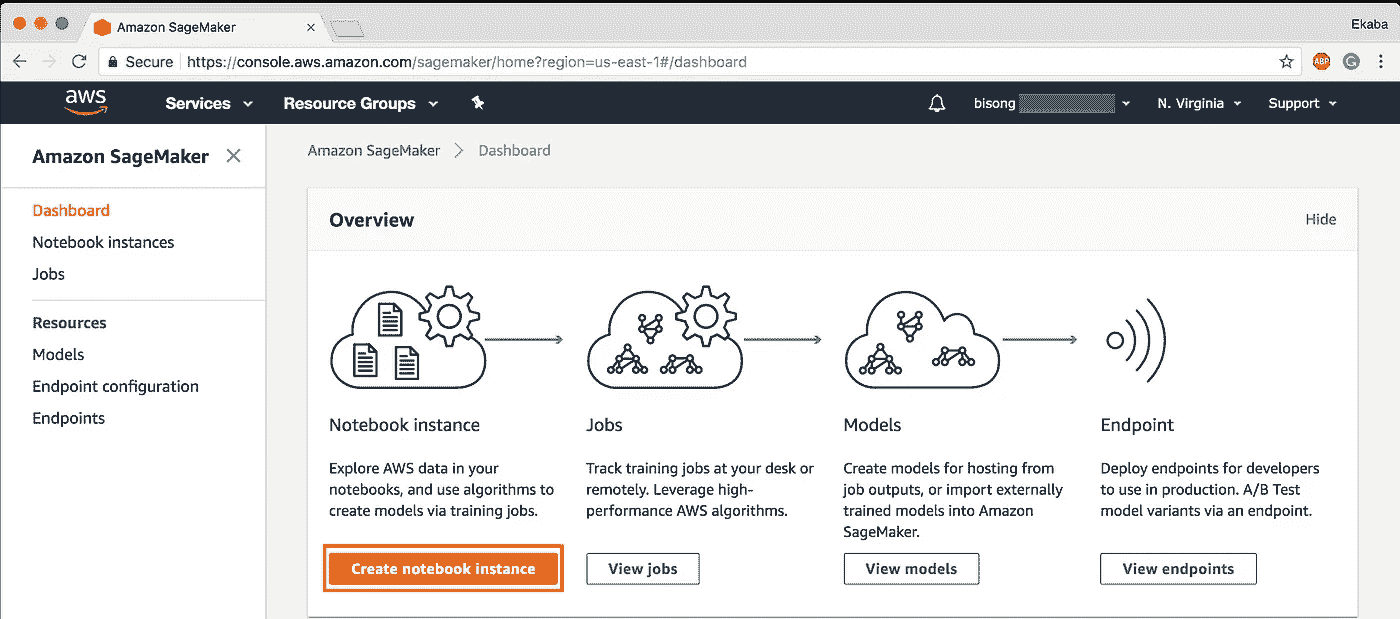 Amazon SageMaker
Ekaba
Secure https://console.aws.amazon.com/sagemaker/home?region=us-east-1#/dashboard
ABP
G
aws Services Resource Groups bisong N. Virginia Support
Amazon SageMaker
Amazon SageMaker > Dashboard
Dashboard
Notebook instances
Jobs
Resources
Models
Endpoint configuration
Endpoints
Overview
Hide
Notebook instance
Explore AWS data in your
notebooks, and use algorithms to
create models via training jobs.
Create notebook instance
Jobs
Track training jobs at your desk or
remotely. Leverage high-
performance AWS algorithms.
View jobs
Models
Create models for hosting from
job outputs, or import externally
trained models into Amazon
SageMaker.
View models
Endpoint
Deploy endpoints for developers
to use in production. A/B Test
model variants via an endpoint.
View endpoints